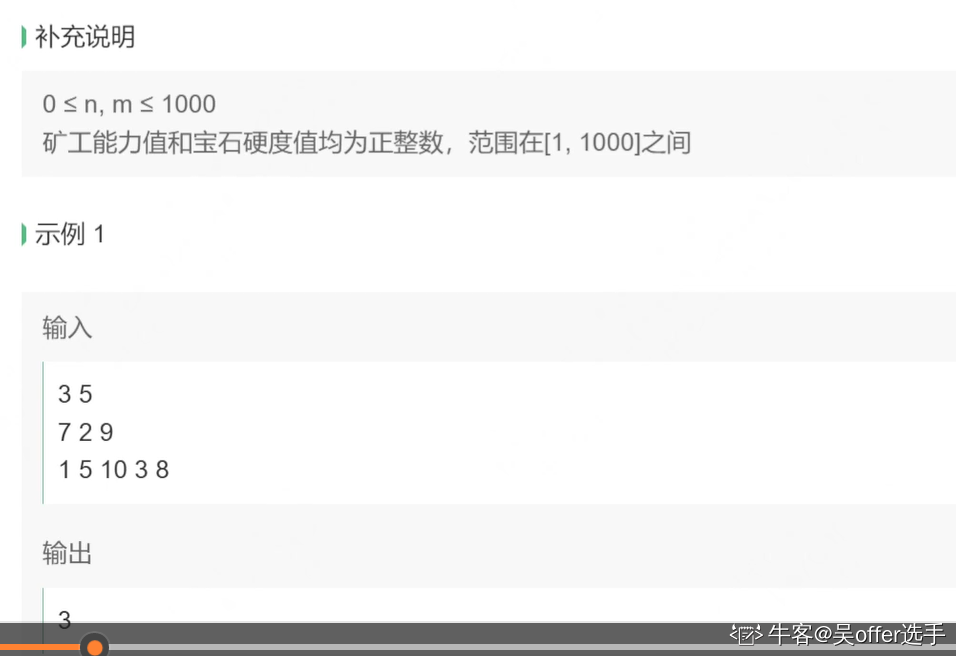 补充说明
0 ≤ n, m ≤ 1000
矿工能力值和宝石硬度值均为正整数，范围在[1, 1000]之间
示例 1
输入
3 5
7 2 9
1 5 10 3 8
输出
3
牛客@吴offer选手